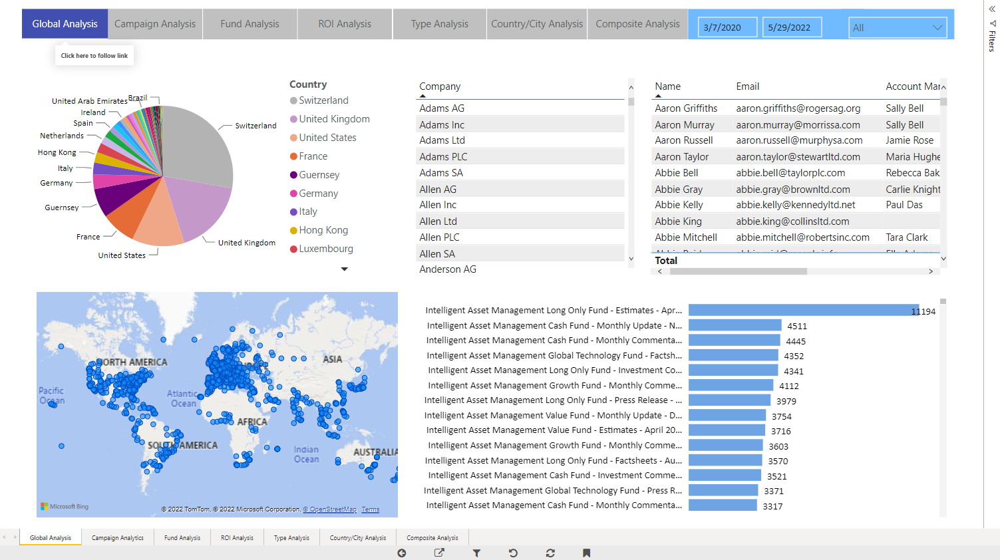 Global Analysis
Campaign Analysis
Fund Analysis
ROI Analysis
Type Analysis
Country/City Analysis
Composite Analysis
3/7/2020
5/29/2022
All
Filters
Click here to follow link
Brazil
United Arab Emirates
Ireland
Spain
Netherlands
Hong Kong
Italy
Germany
Guernsey
France
United States
United Kingdom
Switzerland
Country
Switzerland
United Kingdom
United States
France
Guernsey
Germany
Italy
Hong Kong
Luxembourg
Company
Adams AG
Adams Inc
Adams Ltd
Adams PLC
Adams SA
Allen AG
Allen Inc
Allen Ltd
Allen PLC
Allen SA
Anderson AG
Name Email Account Mar
Aaron Griffiths aaron.griffiths@rogersag.org Sally Bell
Aaron Murray aaron.murray@morrissa.com Sally Bell
Aaron Russell aaron.russell@murphysa.com Jamie Rose
Aaron Taylor aaron.taylor@stewartltd.com Maria Hughe
Abbie Bell abbie.bell@taylorplc.com Rebecca Bak
Abbie Gray abbie.gray@brownltd.com Carlie Knight
Abbie Kelly abbie.kelly@kennedyltd.net Paul Das
Abbie King abbie.king@collinsltd.com
Abbie Mitchell abbie.mitchell@robertsinc.com Tara Clark
Total
NORTH AMERICA
ASIA
Pacific
Ocean
Atlantic
Ocean
AFRICA
SOUTH AMERICA
Indian
Ocean
AUSTRALIA
Microsoft Bing
© 2022 TomTom, © 2022 Microsoft Corporation, © OpenStreetMap Terms
Intelligent Asset Management Long Only Fund - Estimates - Apr... 11194
Intelligent Asset Management Cash Fund - Monthly Update - N... 4511
Intelligent Asset Management Cash Fund - Monthly Commenta... 4445
Intelligent Asset Management Global Technology Fund - Factsh... 4352
Intelligent Asset Management Long Only Fund - Investment Co... 4341
Intelligent Asset Management Growth Fund - Monthly Comme... 4112
Intelligent Asset Management Long Only Fund - Press Release - ... 3979
Intelligent Asset Management Value Fund - Monthly Update - D... 3754
Intelligent Asset Management Value Fund - Estimates - April 20... 3716
Intelligent Asset Management Growth Fund - Monthly Comme... 3603
Intelligent Asset Management Long Only Fund - Factsheets - Au... 3570
Intelligent Asset Management Cash Fund - Investment Comme... 3521
Intelligent Asset Management Global Technology Fund - Press R... 3371
Intelligent Asset Management Cash Fund - Monthly Commenta... 3317
Global Analysis
Campaign Analytics
Fund Analysis
ROI Analysis
Type Analysis
Country/City Analysis
Composite Analysis